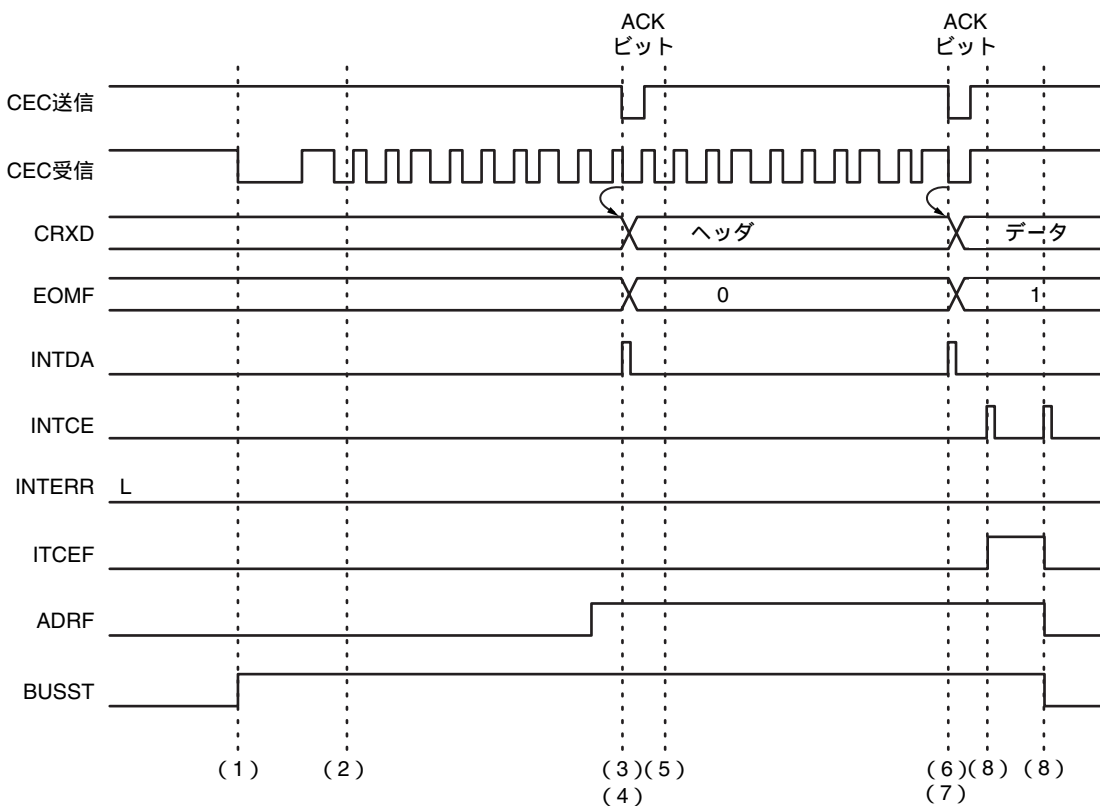 ACK
ビット
ACK
ビット
CEC送信
CEC受信
CRXD
ヘッダ
データ
EOMF
0
1
INTDA
INTCE
INTERR L
ITCEF
ADRF
BUSST
(1) (2) (3)(5) (6)(8) (8)
(4) (7)